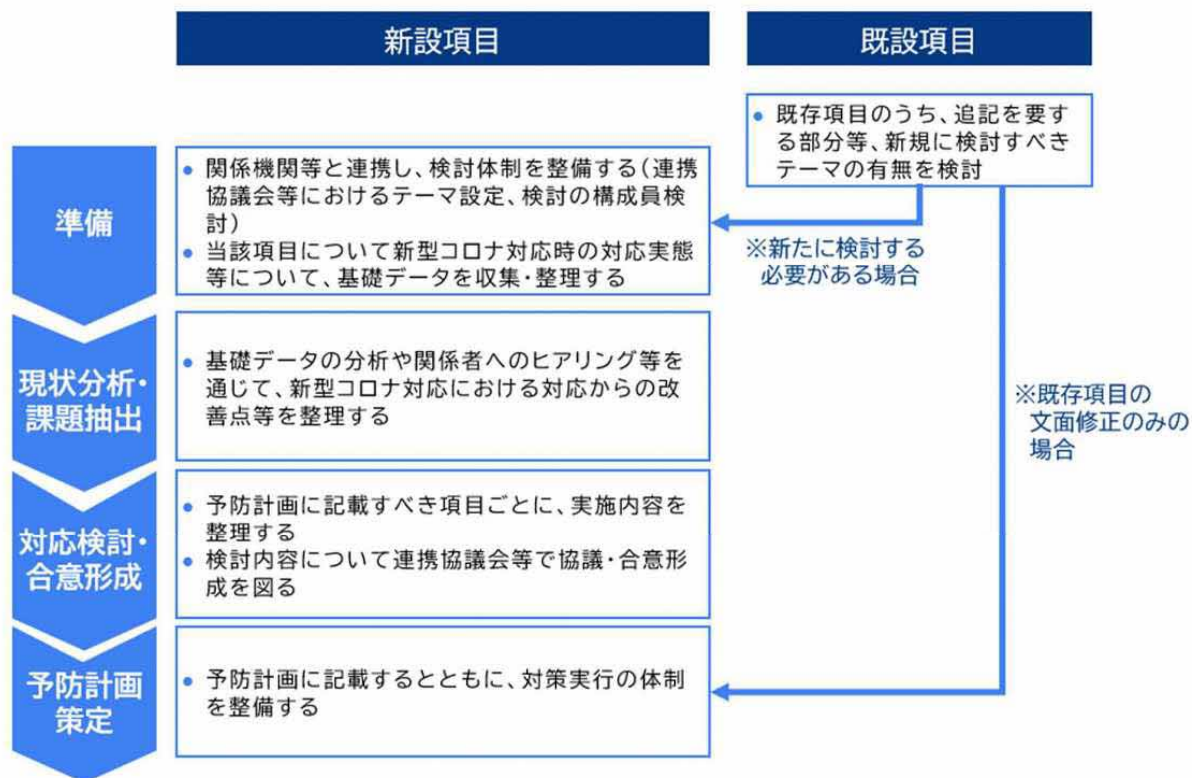 新設項目
既設項目
準備
● 関係機関等と連携し、検討体制を整備する(連携
協議会等におけるテーマ設定、検討の構成員検
討)
● 当該項目について新型コロナ対応時の対応実態
等について、基礎データを収集・整理する
● 既存項目のうち、追記を要
する部分等、新規に検討すべき
テーマの有無を検討
※新たに検討する
必要がある場合
現状分析・
課題抽出
● 基礎データの分析や関係者へのヒアリング等を
通じて、新型コロナ対応における対応からの改
善点等を整理する
※既存項目の
文面修正のみの
場合
対応検討・
合意形成
● 予防計画に記載すべき項目ごとに、実施内容を
整理する
● 検討内容について連携協議会等で協議・合意形
成を図る
予防計画
策定
● 予防計画に記載するとともに、対策実行の体制
を整備する